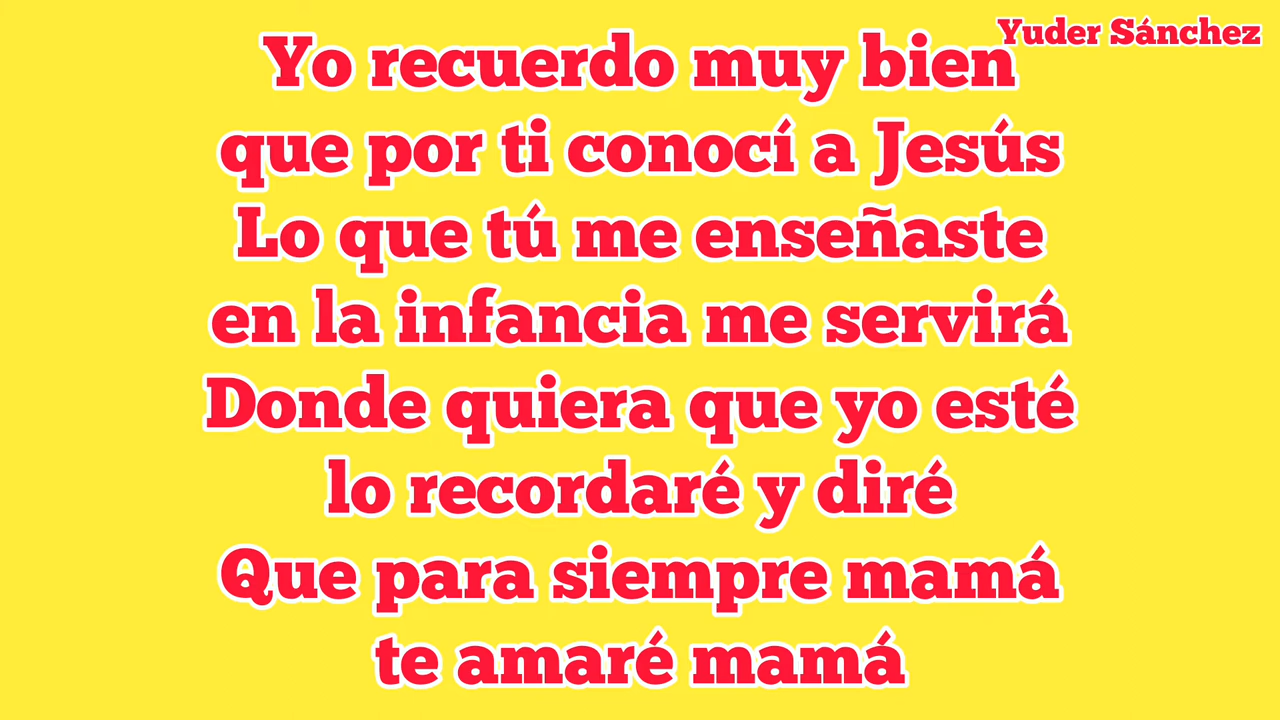 Yuder Sánchez
Yo recuerdo muy bien
que por ti conocí a Jesús
Lo que tú me enseñaste
en la infancia me servirá
Donde quiera que yo esté
lo recordaré y diré
Que para siempre mamá
te amaré mamá